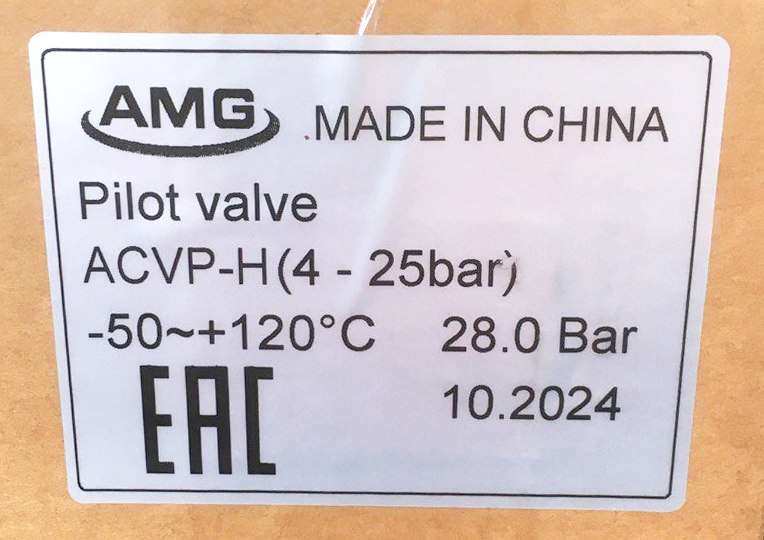 AMG .MADE IN CHINA
Pilot valve
ACVP-H(4 - 25bar)
-50~+120°C 28.0 Bar
EAC 10.2024